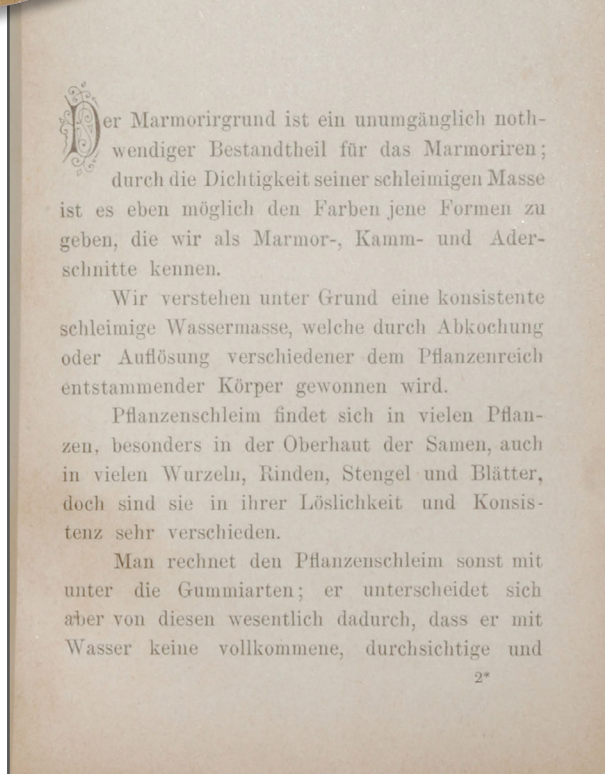 Der Marmorirgrund ist ein unumgänglich noth-
wendiger Bestandtheil für das Marmoriren;
durch die Dichtigkeit seiner schleimigen Masse
ist es eben möglich den Farben jene Formen zu
geben, die wir als Marmor-, Kamm- und Ader-
schnitte kennen.
Wir verstehen unter Grund eine konsistente
schleimige Wassermasse, welche durch Abkochung
oder Auflösung verschiedener dem Pflanzenreich
entstammender Körper gewonnen wird.
Pflanzenschleim findet sich in vielen Pflan-
zen, besonders in der Oberhaut der Samen, auch
in vielen Wurzeln, Rinden, Stengel und Blätter,
doch sind sie in ihrer Löslichkeit und Konsis-
tenz sehr verschieden.
Man rechnet den Pflanzenschleim sonst mit
unter die Gummiarten; er unterscheidet sich
aber von diesen wesentlich dadurch, dass er mit
Wasser keine vollkommene, durchsichtige und
2*